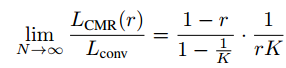 lim_{N→∞} L_CMR(r) / L_conv = (1 − r) / (1 − 1/K) · 1 / (rK)